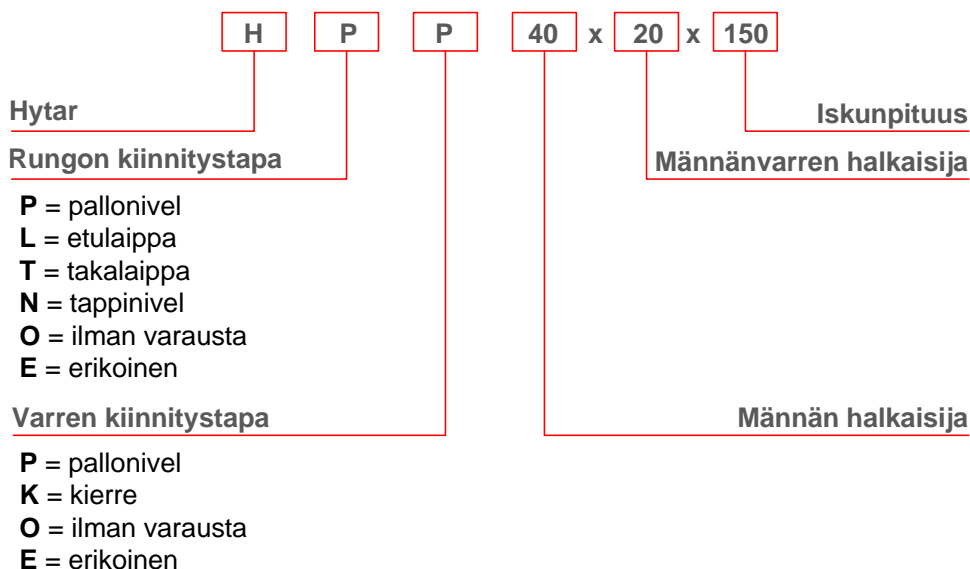 H P P 40 x 20 x 150
Hytar
Iskunpituus
Rungon kiinnitystapa
Männänvarren halkaisija
P = pallonivel
L = etulaippa
T = takalaippa
N = tappinivel
O = ilman varausta
E = erikoinen
Varren kiinnitystapa
Männän halkaisija
P = pallonivel
K = kierre
O = ilman varausta
E = erikoinen